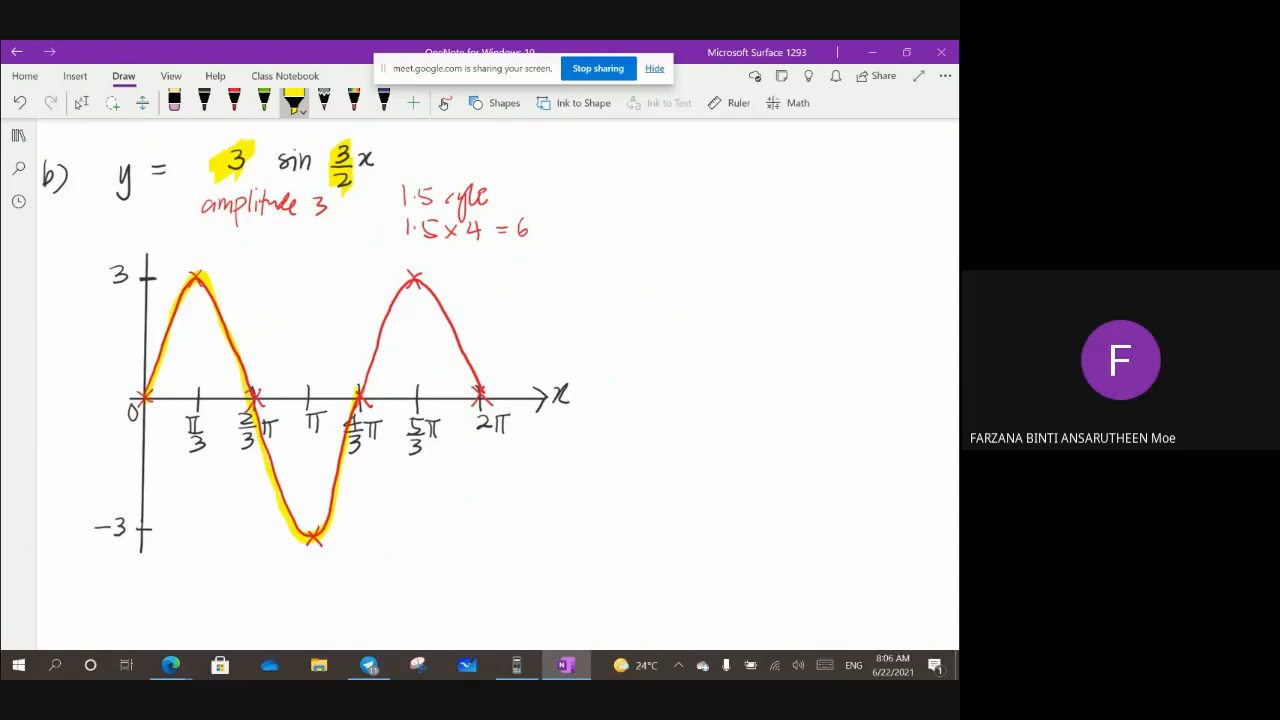 OneNote for Windows 10
Microsoft Surface 1293
meet.google.com is sharing your screen.
Stop sharing
Hide
Home Insert Draw View Help Class Notebook
Share
Shapes Ink to Shape Ink to Text Ruler Math
b) y = 3 sin 3/2 x
amplitude 3
1.5 cycle
1.5 x 4 = 6
3
0 π/3 2/3 π π 4/3 π 5/3 π 2π x
-3
F
FARZANA BINTI ANSARUTHEEN Moe
24°C
ENG
8:06 AM
6/22/2021
1